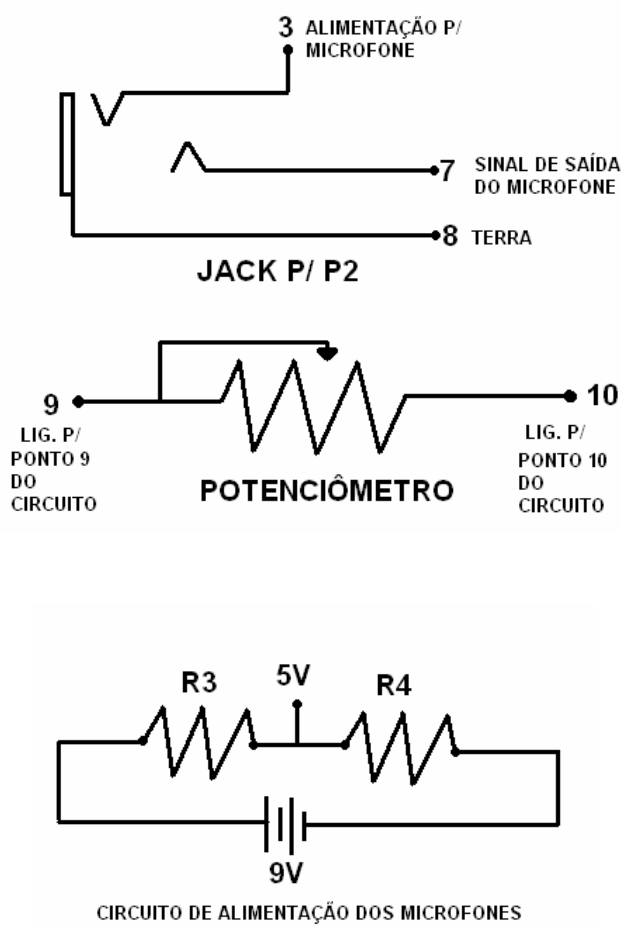 3 ALIMENTAÇÃO P/
MICROFONE
7 SINAL DE SAÍDA
DO MICROFONE
8 TERRA
JACK P/ P2
9
10
LIG. P/
PONTO 9
DO
CIRCUITO
LIG. P/
PONTO 10
DO
CIRCUITO
POTENCIÔMETRO
R3
5V
R4
9V
CIRCUITO DE ALIMENTAÇÃO DOS MICROFONES